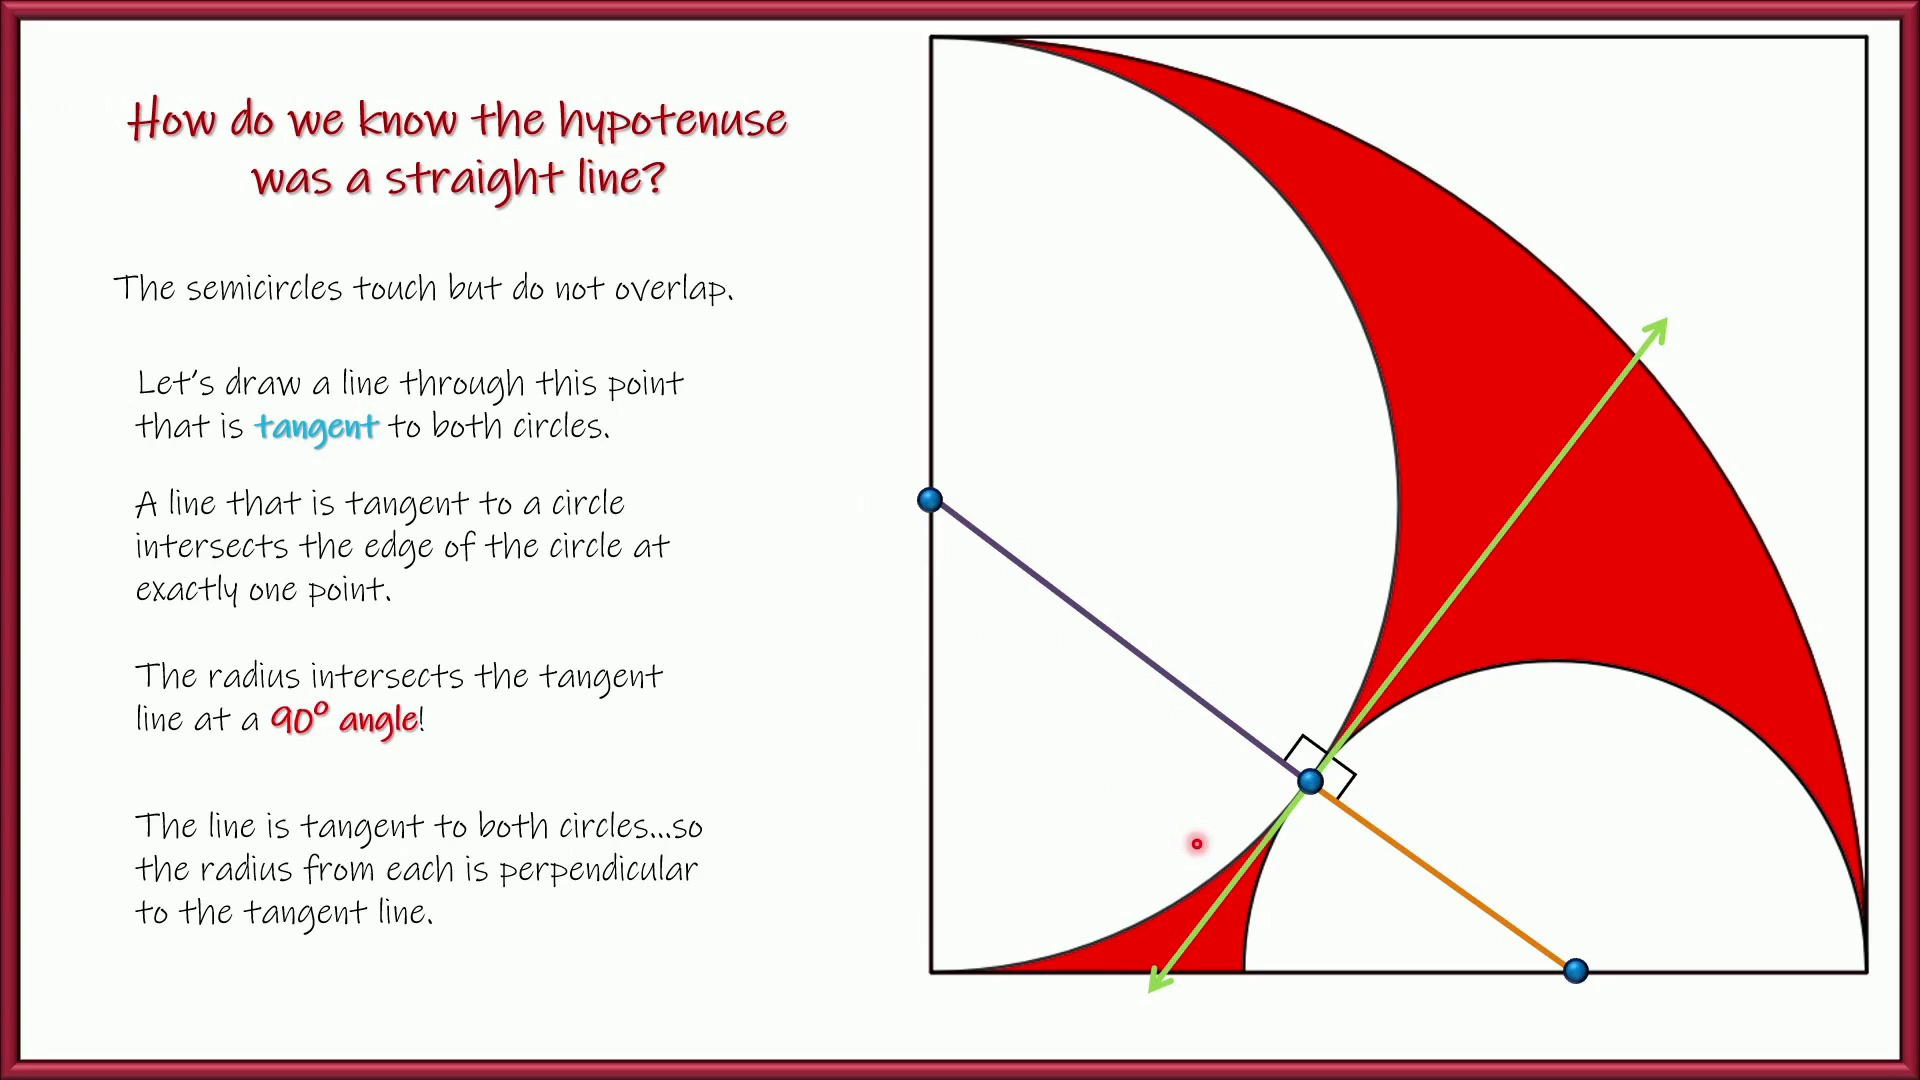 How do we know the hypotenuse
was a straight line?
The semicircles touch but do not overlap.
Let's draw a line through this point
that is tangent to both circles.
A line that is tangent to a circle
intersects the edge of the circle at
exactly one point.
The radius intersects the tangent
line at a 90° angle!
The line is tangent to both circles...so
the radius from each is perpendicular
to the tangent line.